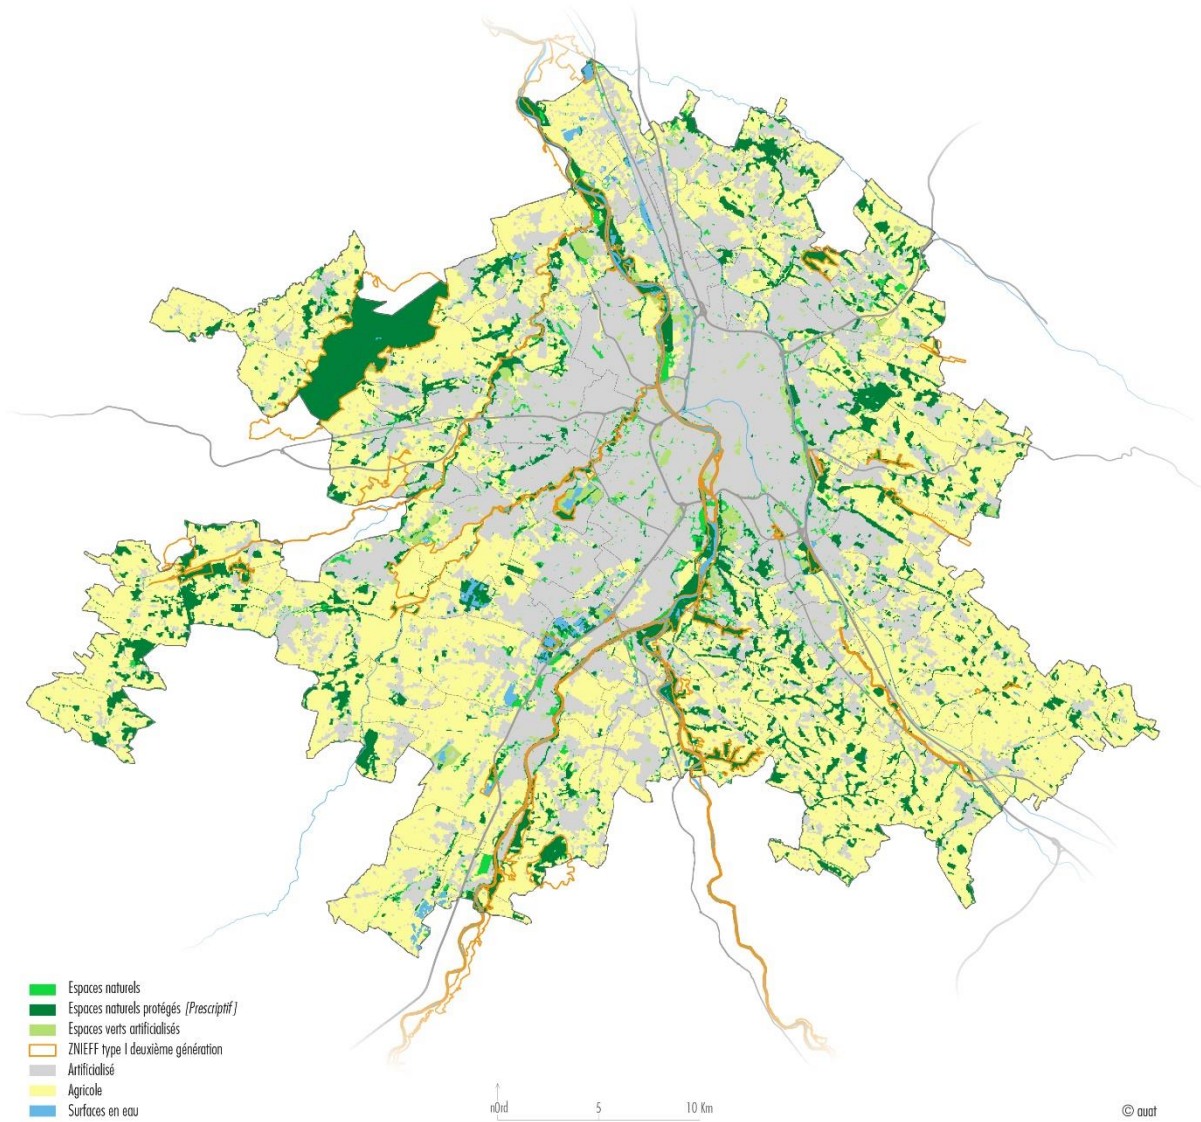 Espaces naturels
Espaces naturels protégés [Prescriptif]
Espaces verts artificialisés
ZNIEFF type I deuxième génération
Artificialisé
Agricole
Surfaces en eau
nOrd 5 10 Km
© auat